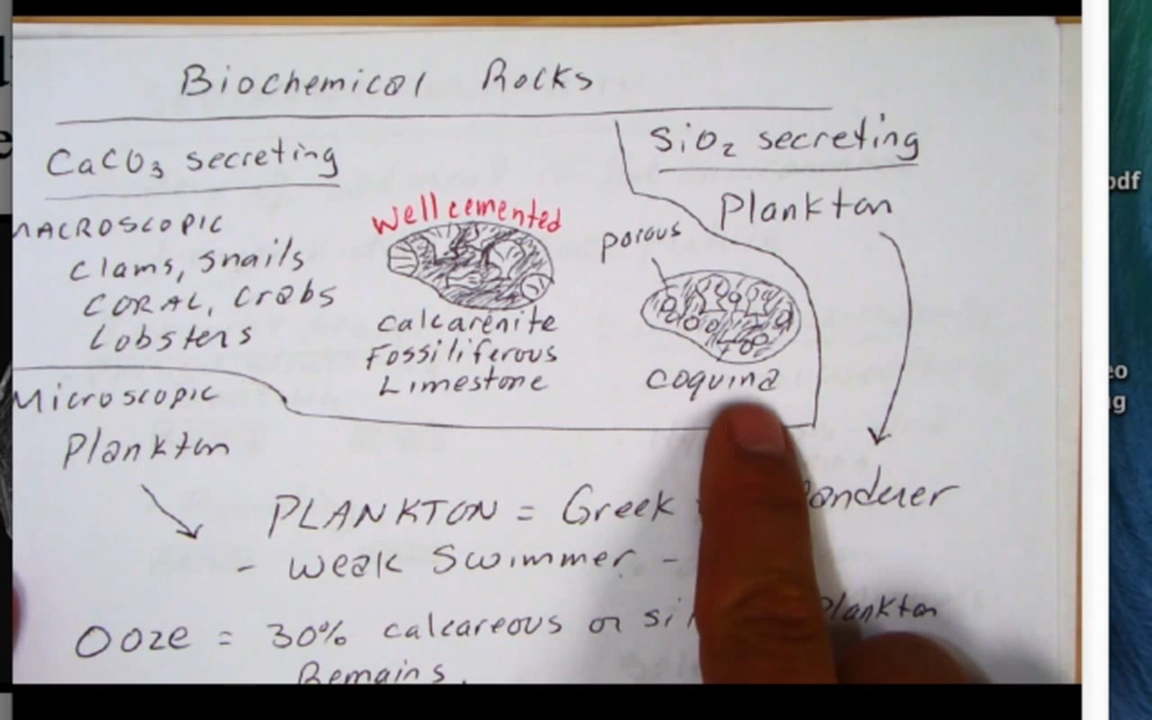 Biochemical Rocks
CaCO3 secreting
SiO2 secreting
MACROSCOPIC
Clams, snails
CORAL, Crabs
Lobsters
well cemented
calcarenite
Fossiliferous
Limestone
porous
coquina
Plankton
Microscopic
Plankton
PLANKTON = Greek
- weak Swimmer -
Ooze = 30% calcareous or Plankton
Remains.